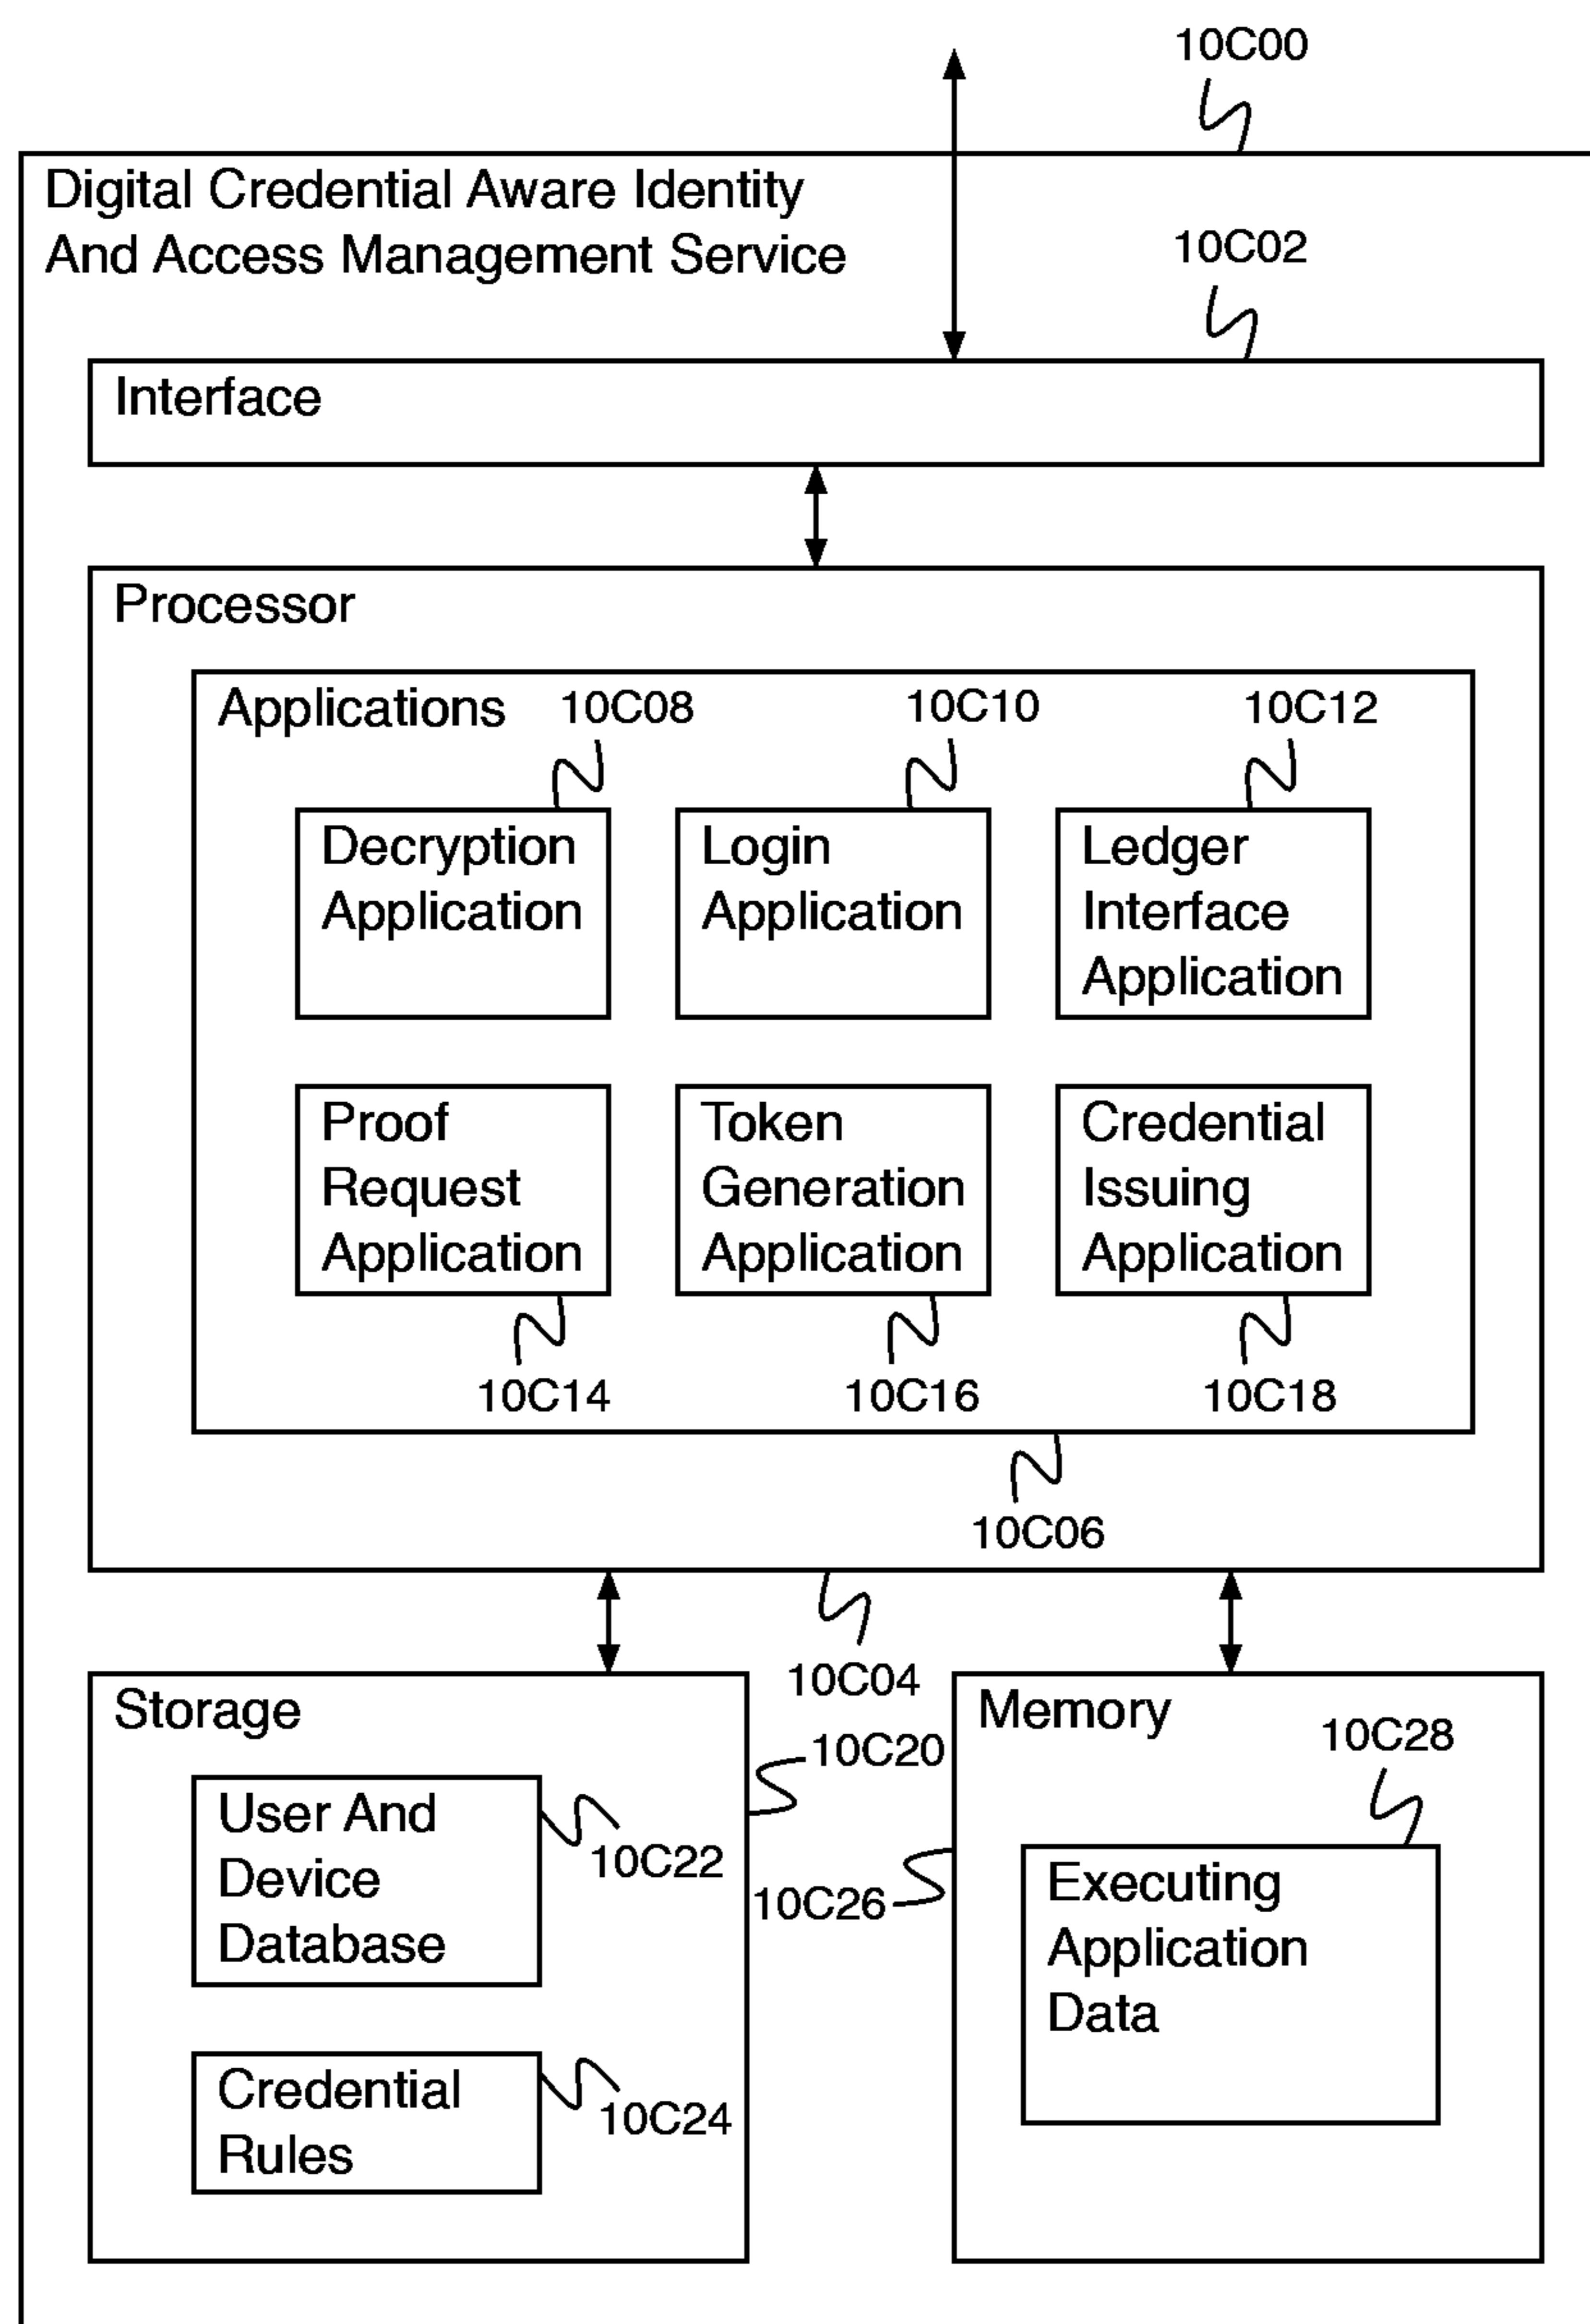 10C00
Digital Credential Aware Identity
And Access Management Service
10C02
Interface
Processor
Applications
10C08
10C10
10C12
Decryption
Application
Login
Application
Ledger
Interface
Application
Proof
Request
Application
Token
Generation
Application
Credential
Issuing
Application
10C14
10C16
10C18
10C06
10C04
Storage
10C20
User And
Device
Database
10C22
Credential
Rules
10C24
Memory
10C28
10C26
Executing
Application
Data